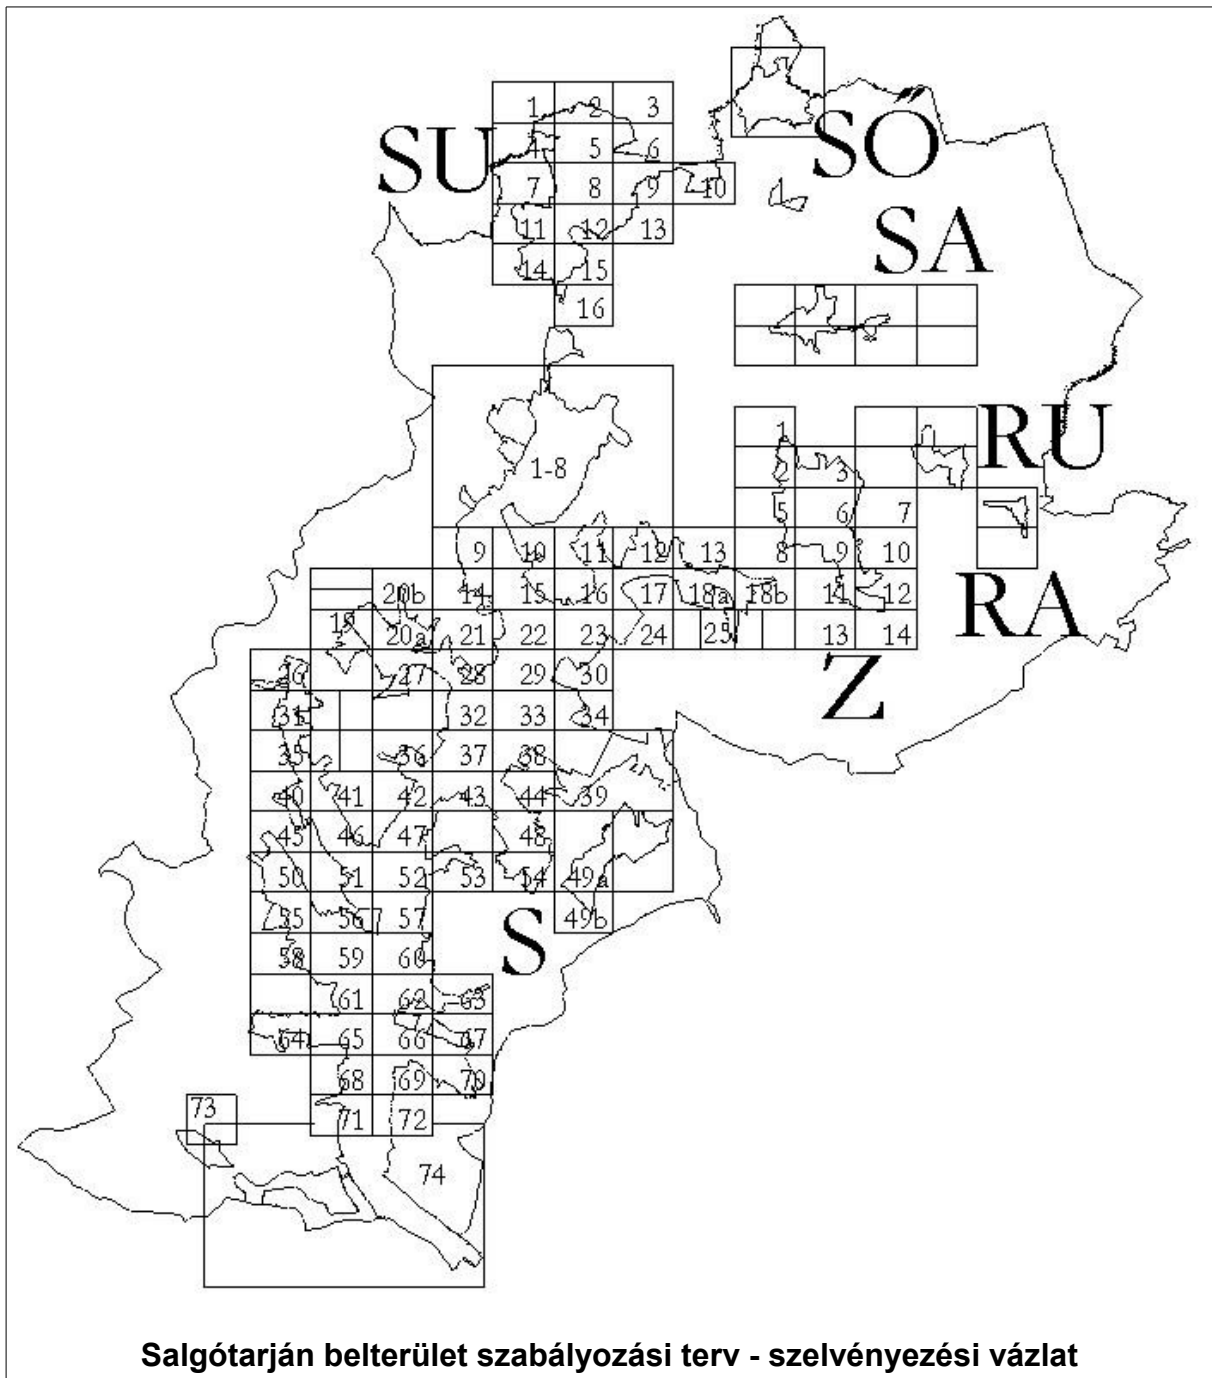 1 2 3
SU 4 5 6 SO
7 8 9 10
11 12 13 SA
14 15
16
1 RU
1-8 2 3
5 6 7
9 10 11 12 13 8 9 10
20b 14 15 16 17 18a 18b 11 12 RA
19 20a 21 22 23 24 25 13 14
26 27 28 29 30 Z
31 32 33 34
35 36 37 38
40 41 42 43 44 39
45 46 47 48
50 51 52 53 54 49a
55 56 57 49b
58 59 60 S
61 62 63
64 65 66 67
68 69 70
73 71 72
74
Salgótarján belterület szabályozási terv - szelvényezési vázlat